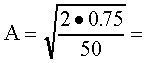 A = √(2 • 0.75 / 50) =